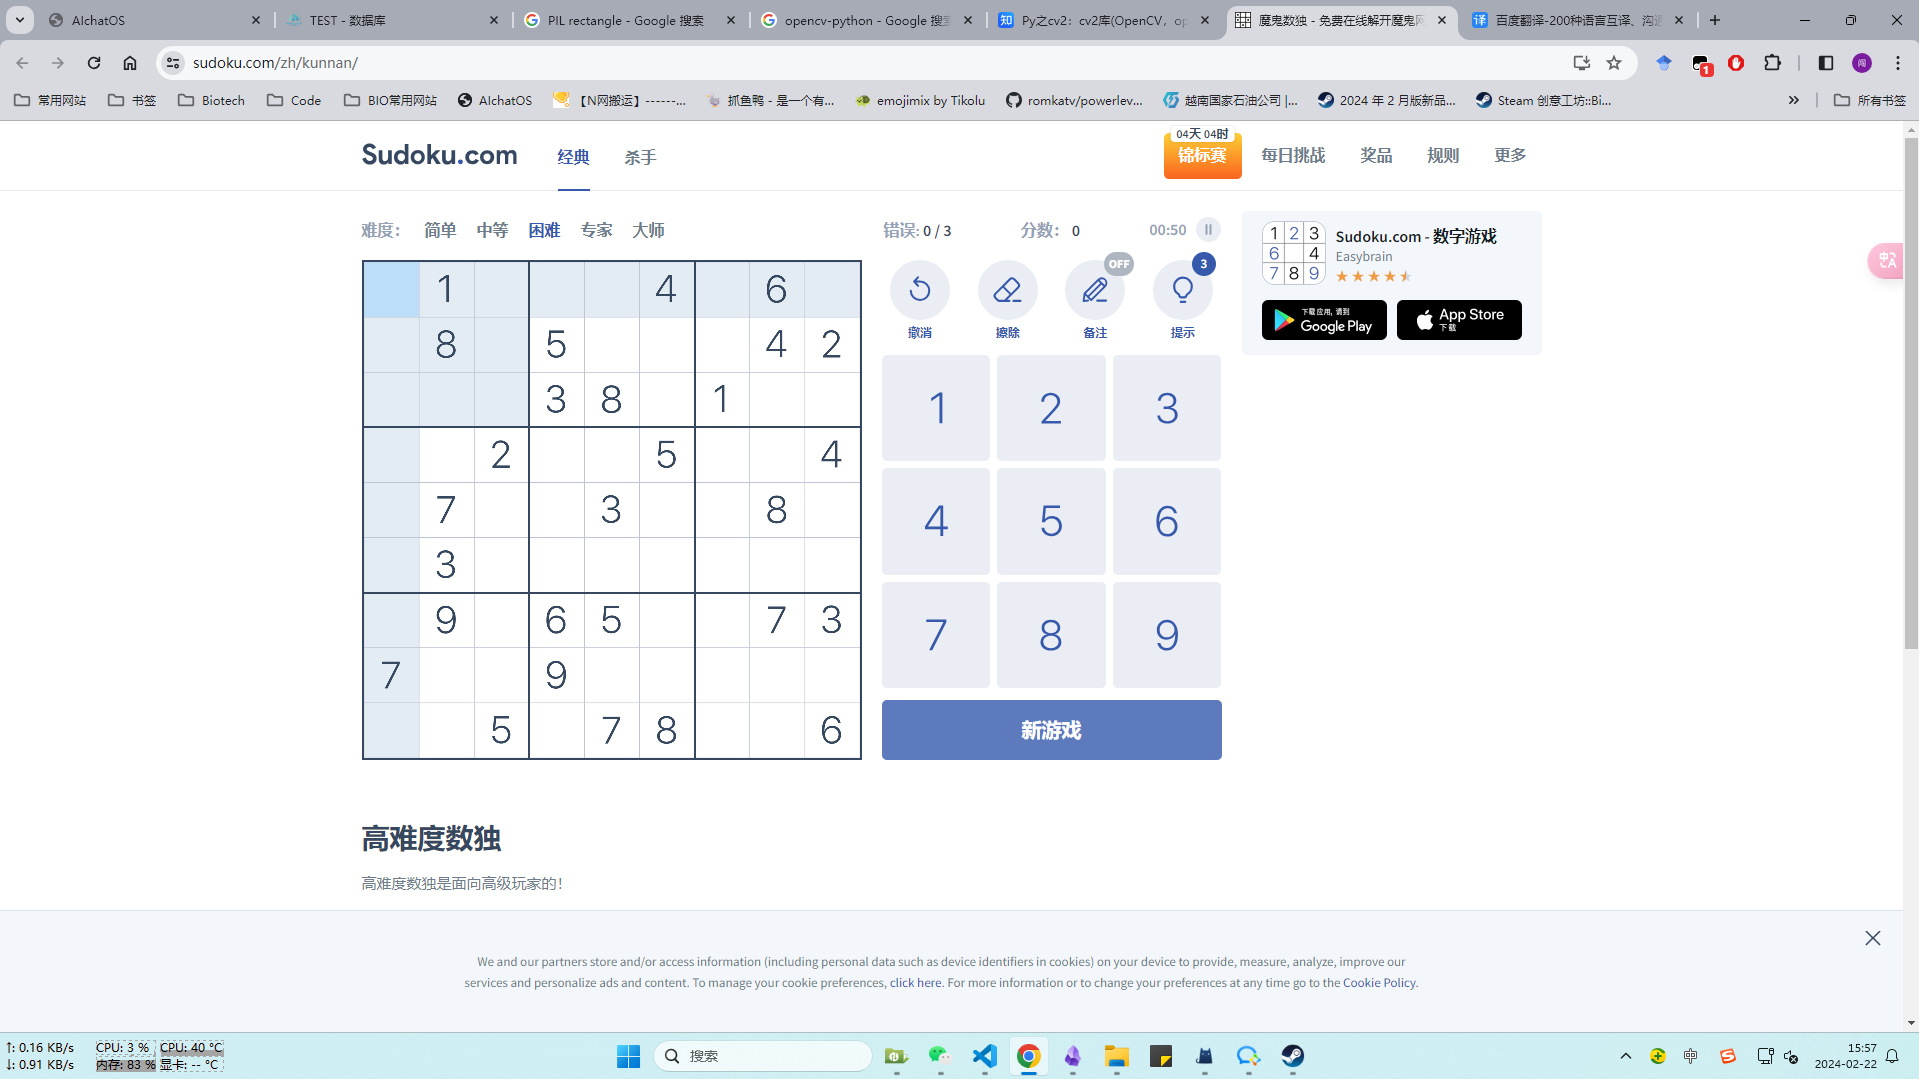 AIchatOS
TEST - 数据库
PIL rectangle - Google 搜索
opencv-python - Google 搜
Py之cv2：cv2库(OpenCV，op
魔鬼数独 - 免费在线解开魔鬼网
百度翻译-200种语言互译、沟通
sudoku.com/zh/kunnan/
1
闯
常用网站
书签
Biotech
Code
BIO常用网站
AIchatOS
【N网搬运】------...
抓鱼鸭 - 是一个有...
emojimix by Tikolu
romkatv/powerlev...
越南国家石油公司 |...
2024 年 2 月版新品...
Steam 创意工坊::Bi...
所有书签
Sudoku.com
经典
杀手
04天 04时
锦标赛
每日挑战
奖品
规则
更多
难度：
简单
中等
困难
专家
大师
错误: 0 / 3
分数： 0
00:50
1 4 6
8 5 4 2
3 8 1
2 5 4
7 3 8
3
9 6 5 7 3
7 9
5 7 8 6
撤消
擦除
OFF
备注
3
提示
1 2 3
4 5 6
7 8 9
新游戏
1 2 3
6 4
7 8 9
Sudoku.com - 数字游戏
Easybrain
下载应用, 请到
Google Play
App Store
下载
高难度数独
高难度数独是面向高级玩家的！
We and our partners store and/or access information (including personal data such as device identifiers in cookies) on your device to provide, measure, analyze, improve our
services and personalize ads and content. To manage your cookie preferences, click here. For more information or to change your preferences at any time go to the Cookie Policy.
↑: 0.16 KB/s
CPU: 3 %
CPU: 40 °C
↓: 0.91 KB/s
内存: 83 %
显卡: -- °C
搜索
中
15:57
2024-02-22